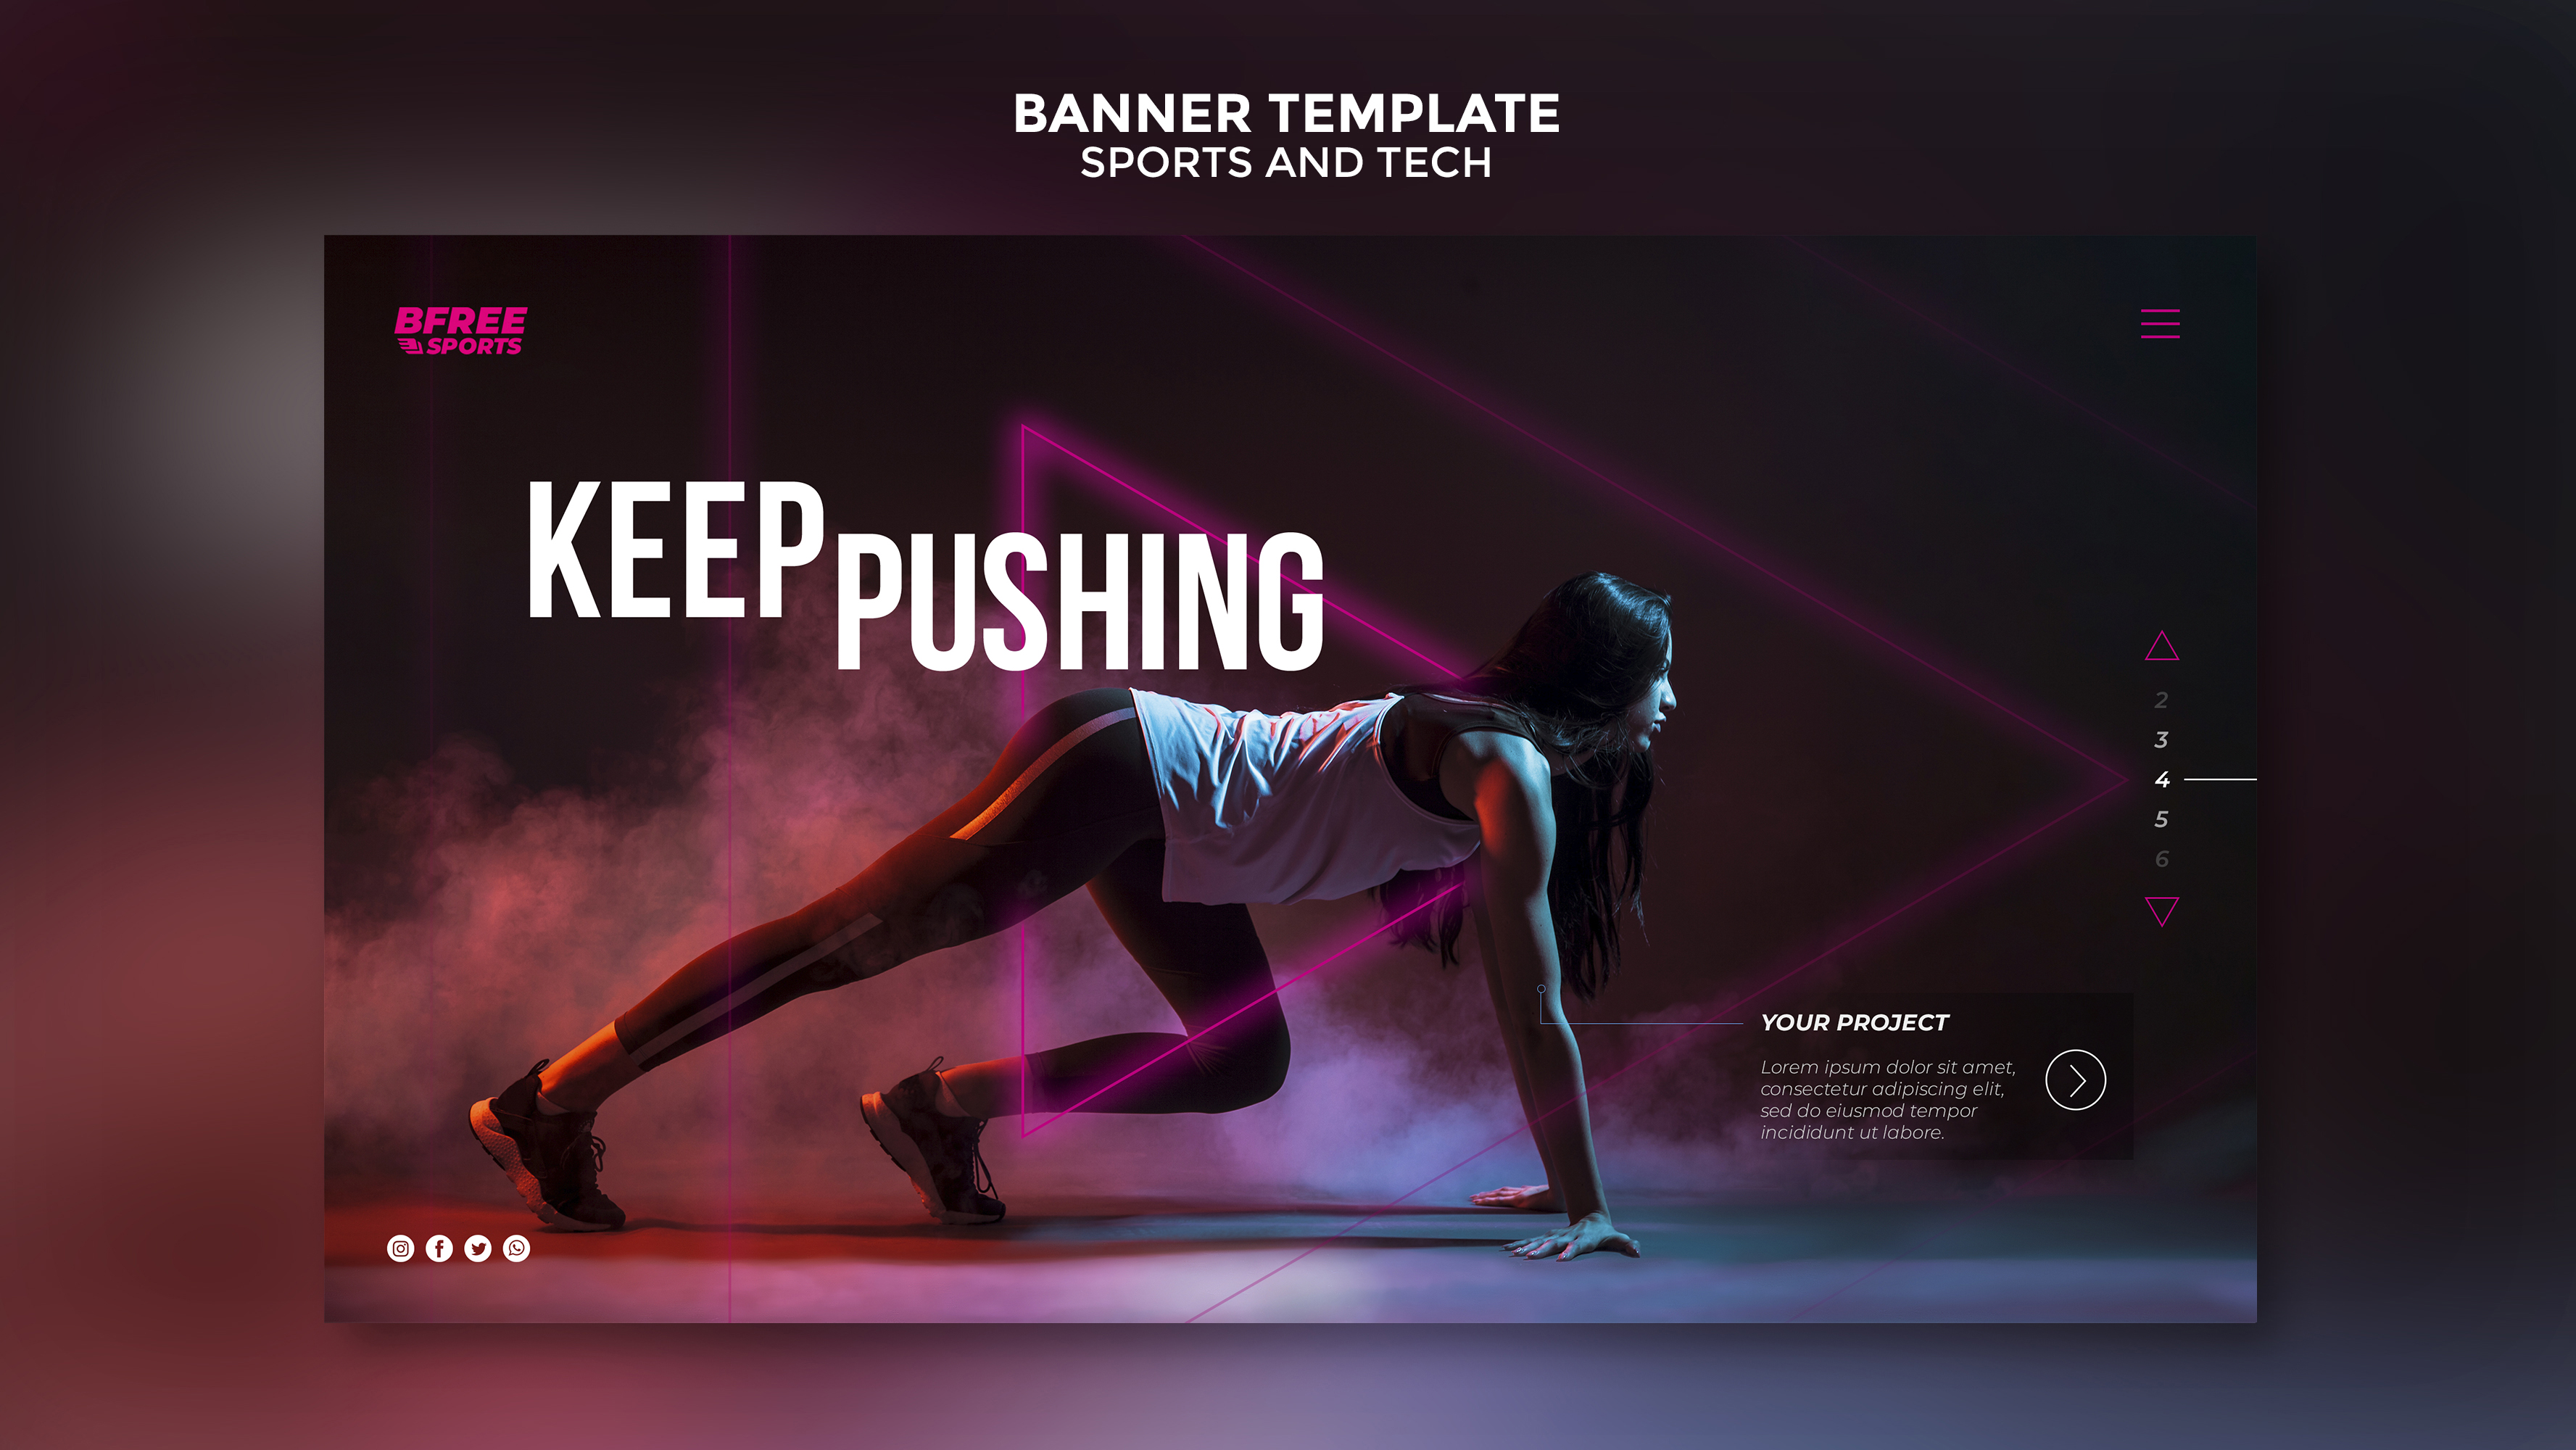 BANNER TEMPLATE
SPORTS AND TECH
BFREE
SPORTS
KEEP PUSHING
2
3
4
5
6
YOUR PROJECT
Lorem ipsum dolor sit amet,
consectetur adipiscing elit,
sed do eiusmod tempor
incididunt ut labore.